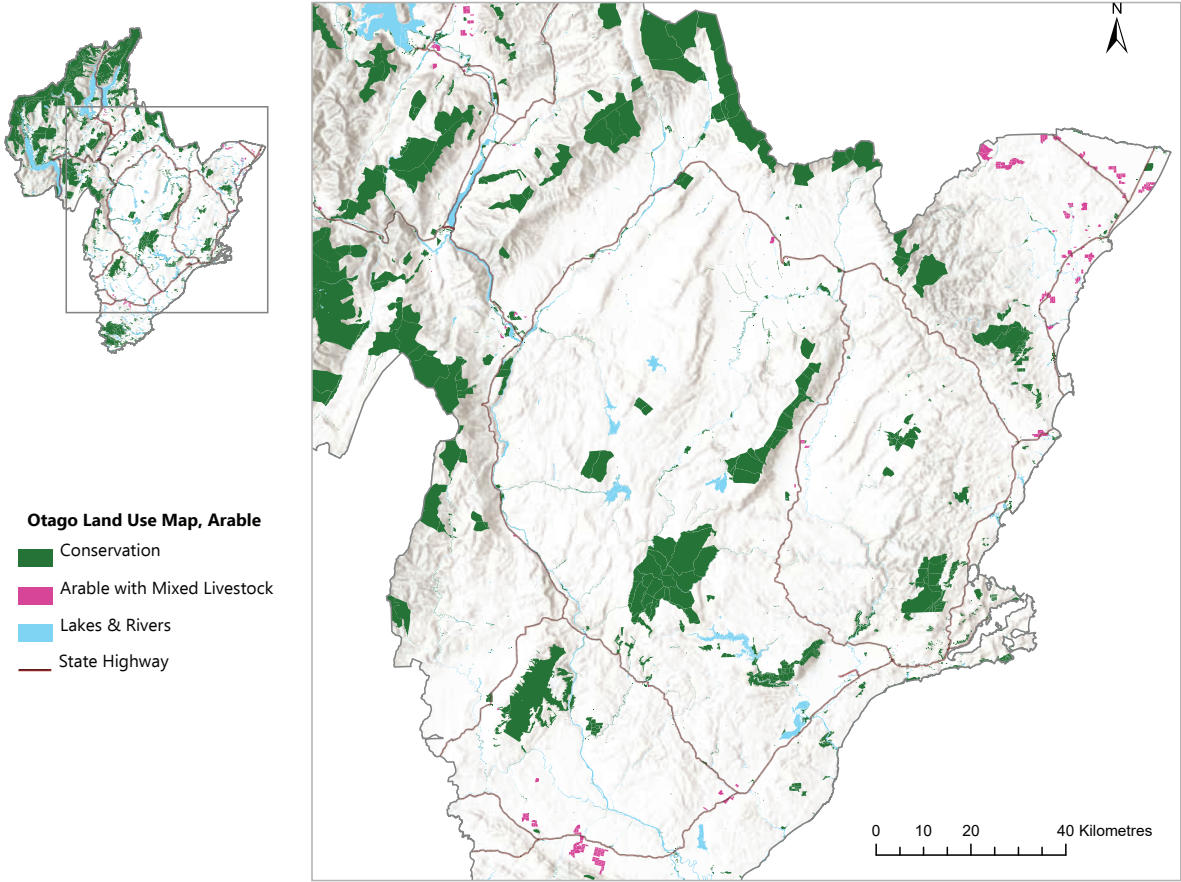 N
Otago Land Use Map, Arable
Conservation
Arable with Mixed Livestock
Lakes & Rivers
State Highway
0 10 20 40 Kilometres